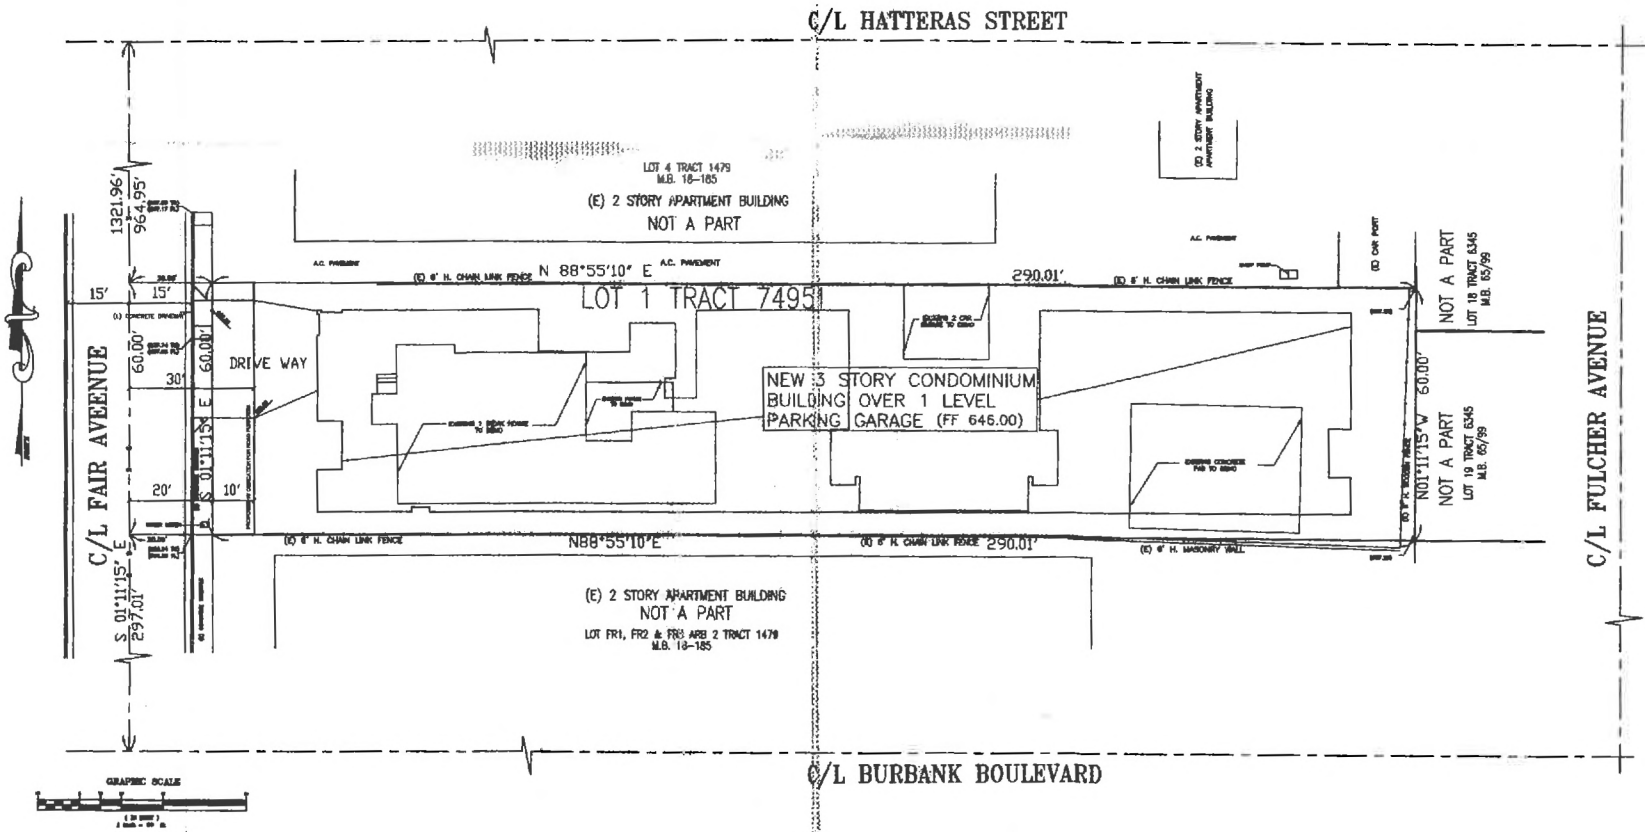 C/L HATTERAS STREET
(E) 2 STORY APARTMENT
APARTMENT BUILDING
LOT 4 TRACT 1479
M.B. 18-185
(E) 2 STORY APARTMENT BUILDING
NOT A PART
1321.96'
964.95'
A.C. PAVEMENT
(E) CAR PORT
NOT A PART
LOT 18 TRACT 6345
M.B. 65/99
A.C. PAVEMENT
(E) 6' H. CHAIN LINK FENCE
N 88°55'10" E
A.C. PAVEMENT
290.01'
(E) 6' H. CHAIN LINK FENCE
15'
15'
LOT 1 TRACT 7495
60.00'
60.00'
DRIVE WAY
30'
NEW 3 STORY CONDOMINIUM
BUILDING OVER 1 LEVEL
PARKING GARAGE (FF 646.00)
C/L FAIR AVEENUE
S 01°11'15" E
20'
10'
N01°11'15"W 60.00'
NOT A PART
LOT 19 TRACT 6345
M.B. 65/99
C/L FULCHER AVENUE
EXISTING CONCRETE
PAD TO DEMO
(E) 6' H. CHAIN LINK FENCE
N88°55'10"E
(E) 6' H. CHAIN LINK FENCE
290.01'
(E) 6' H. MASONRY WALL
S 01°11'15" E
297.01'
(E) 2 STORY APARTMENT BUILDING
NOT A PART
LOT FR1, FR2 & FR3 ARB 2 TRACT 1479
M.B. 18-185
C/L BURBANK BOULEVARD
GRAPHIC SCALE